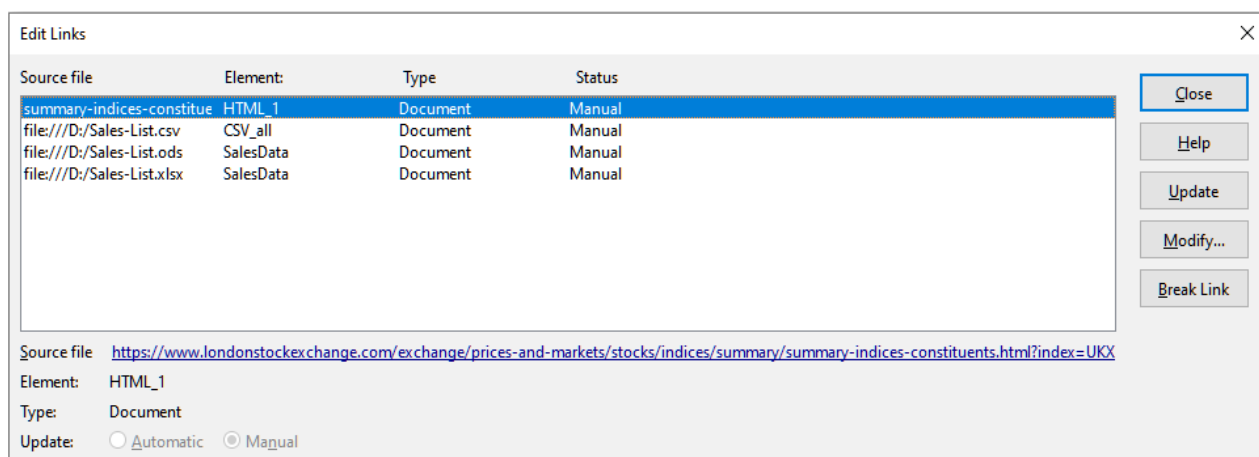 Edit Links
Source file Element: Type Status
Close
summary-indices-constitue HTML_1 Document Manual
file:///D:/Sales-List.csv CSV_all Document Manual
file:///D:/Sales-List.ods SalesData Document Manual
file:///D:/Sales-List.xlsx SalesData Document Manual
Help
Update
Modify...
Break Link
Source file https://www.londonstockexchange.com/exchange/prices-and-markets/stocks/indices/summary/summary-indices-constituents.html?index=UKX
Element: HTML_1
Type: Document
Update: Automatic Manual